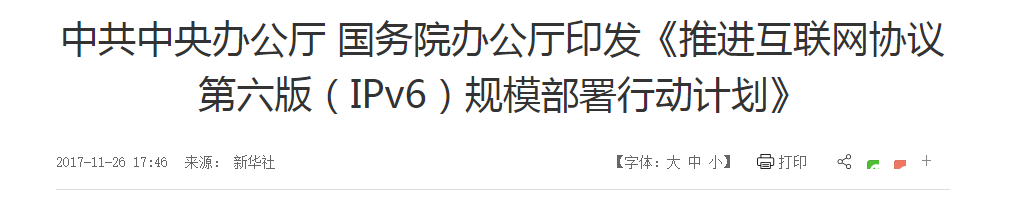 中共中央办公厅 国务院办公厅印发《推进互联网协议
第六版（IPv6）规模部署行动计划》
2017-11-26 17:46 来源： 新华社 【字体：大 中 小】 打印